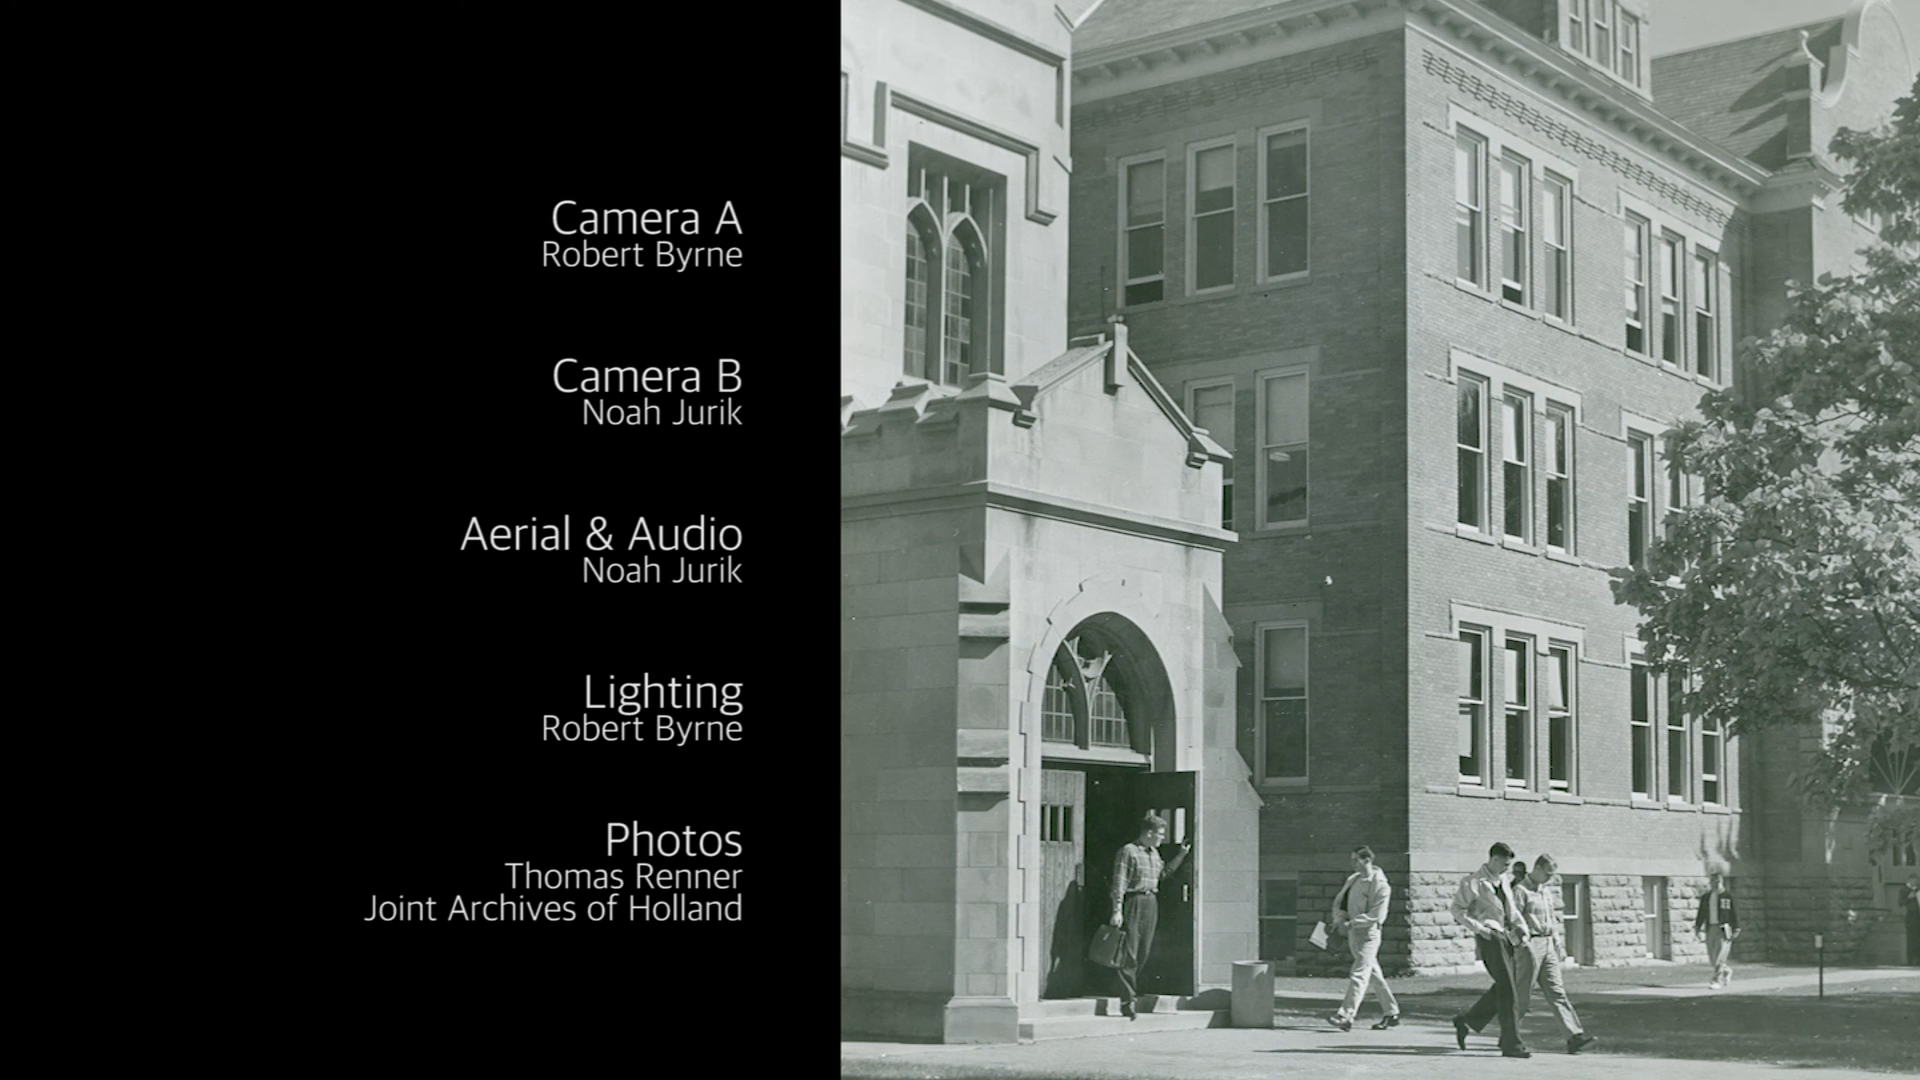 Camera A
Robert Byrne
Camera B
Noah Jurik
Aerial & Audio
Noah Jurik
Lighting
Robert Byrne
Photos
Thomas Renner
Joint Archives of Holland